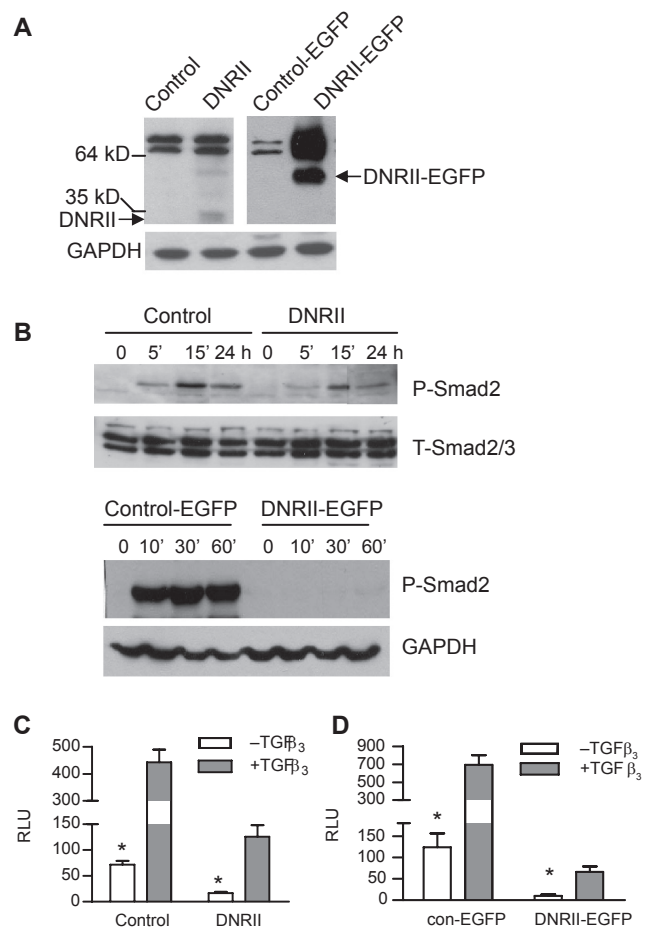 A
Control
DNRII
Control-EGFP
DNRII-EGFP
64 kD
35 kD
DNRII
DNRII-EGFP
GAPDH
B
Control DNRII
0 5’ 15’ 24 h 0 5’ 15’ 24 h
P-Smad2
T-Smad2/3
Control-EGFP DNRII-EGFP
0 10’ 30’ 60’ 0 10’ 30’ 60’
P-Smad2
GAPDH
C
–TGFβ3
+TGFβ3
500
400
300
150
100
50
0
RLU
*
*
Control DNRII
D
–TGFβ3
+TGFβ3
900
700
500
300
150
100
50
0
RLU
*
*
con-EGFP DNRII-EGFP